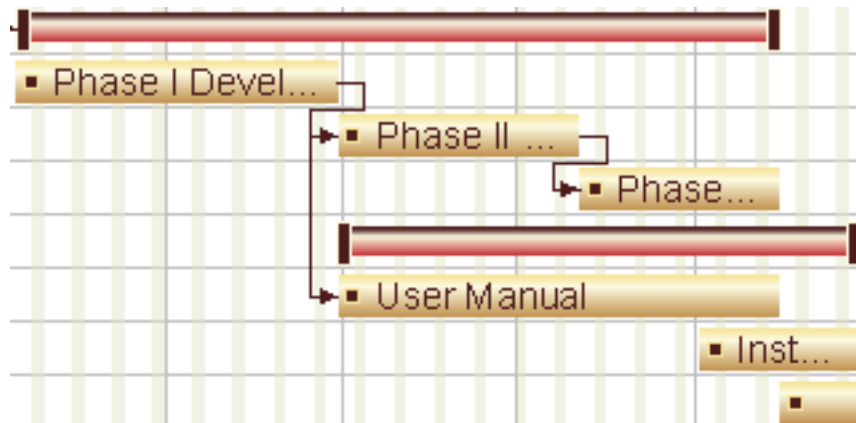 Phase I Devel...
Phase II ...
Phase...
User Manual
Inst...